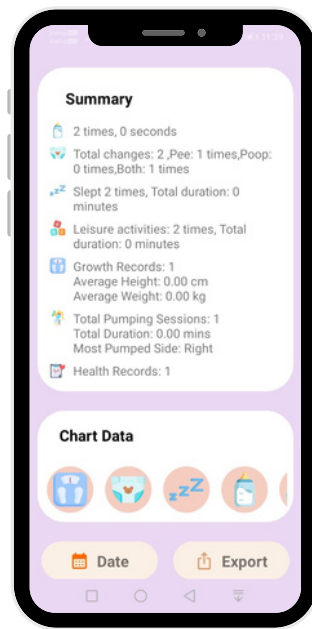 Summary
2 times, 0 seconds
Total changes: 2 ,Pee: 1 times,Poop:
0 times,Both: 1 times
Slept 2 times, Total duration: 0
minutes
Leisure activities: 2 times, Total
duration: 0 minutes
Growth Records: 1
Average Height: 0.00 cm
Average Weight: 0.00 kg
Total Pumping Sessions: 1
Total Duration: 0.00 mins
Most Pumped Side: Right
Health Records: 1
Chart Data
Date
Export